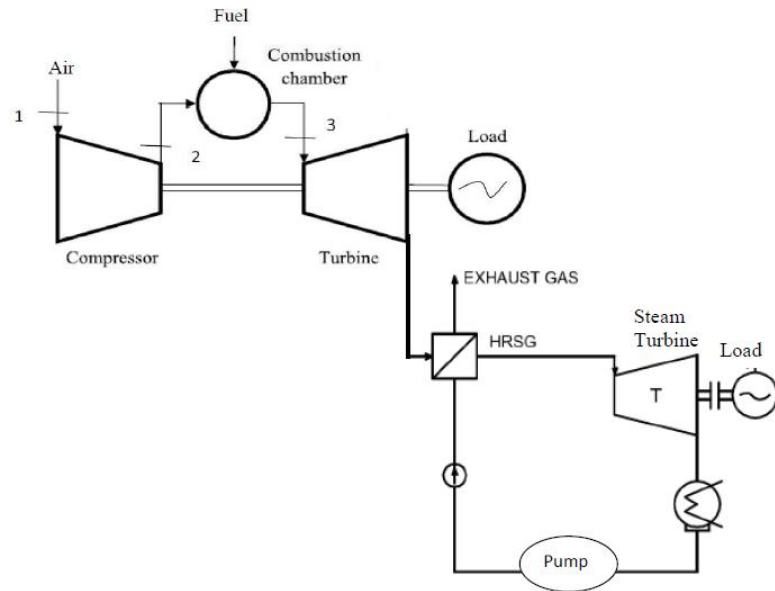 Fuel
Air
Combustion
chamber
1
2
3
Load
Compressor
Turbine
EXHAUST GAS
HRSG
Steam
Turbine
Load
T
Pump